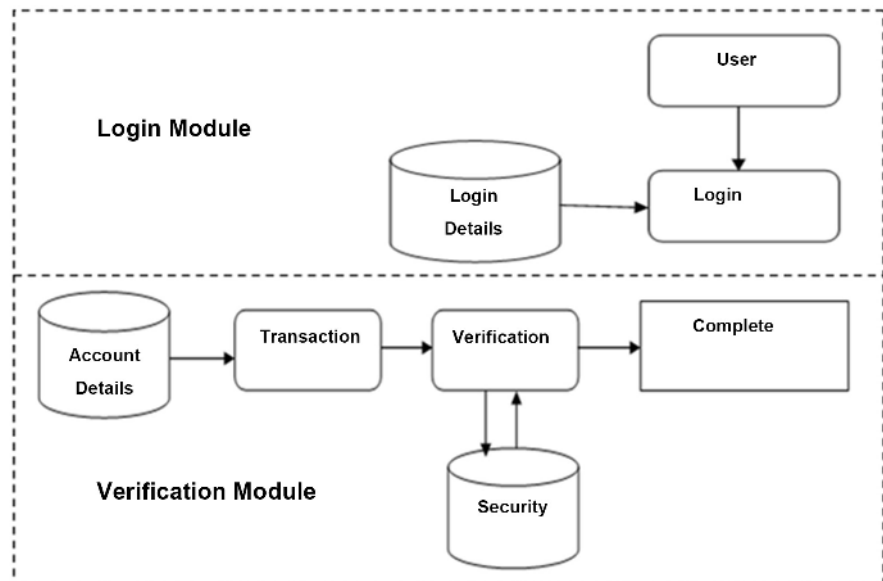 User
Login Module
Login
Login
Details
Account
Details
Transaction
Verification
Complete
Verification Module
Security